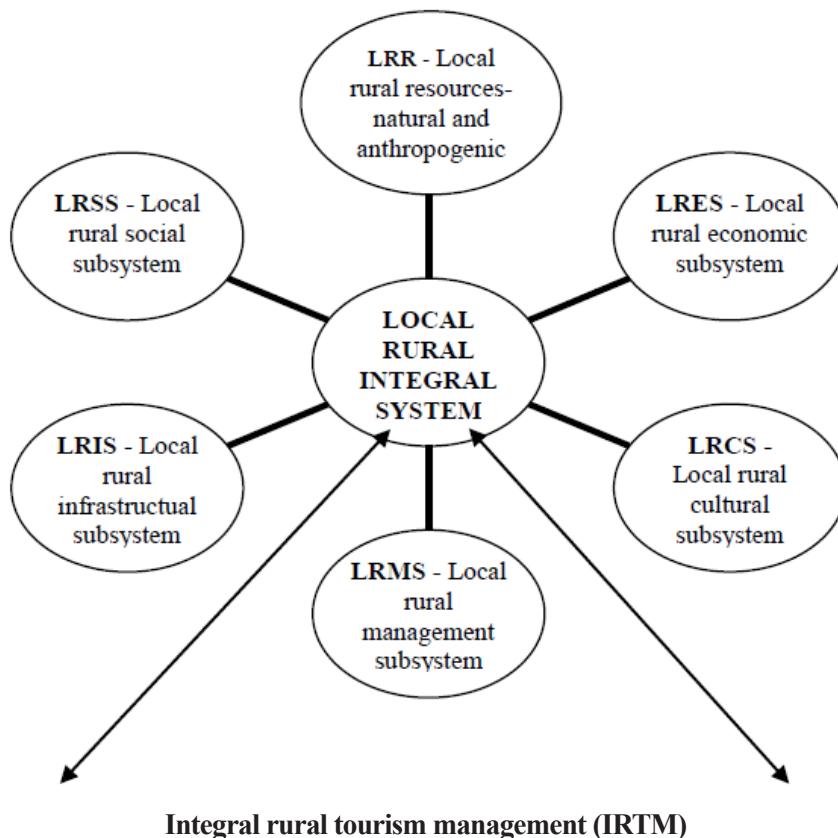 LRR - Local
rural resources-
natural and
anthropogenic
LRSS - Local
rural social
subsystem
LRES - Local
rural economic
subsystem
LOCAL
RURAL
INTEGRAL
SYSTEM
LRIS - Local
rural
infrastructual
subsystem
LRCS -
Local rural
cultural
subsystem
LRMS - Local
rural
management
subsystem
Integral rural tourism management (IRTM)